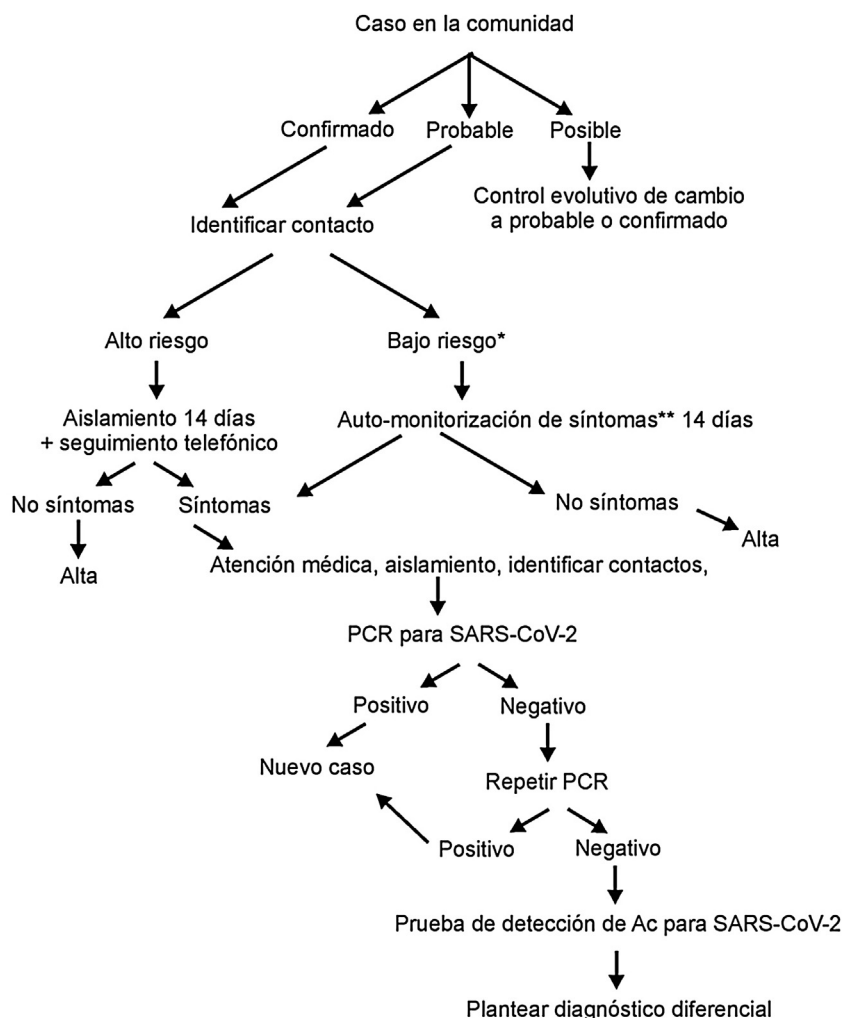 Caso en la comunidad
Confirmado Probable Posible
Control evolutivo de cambio
a probable o confirmado
Identificar contacto
Alto riesgo
Bajo riesgo*
Aislamiento 14 días
+ seguimiento telefónico
Auto-monitorización de síntomas** 14 días
No síntomas
Síntomas
No síntomas
Alta
Alta
Atención médica, aislamiento, identificar contactos,
PCR para SARS-CoV-2
Positivo
Negativo
Nuevo caso
Repetir PCR
Positivo
Negativo
Prueba de detección de Ac para SARS-CoV-2
Plantear diagnóstico diferencial